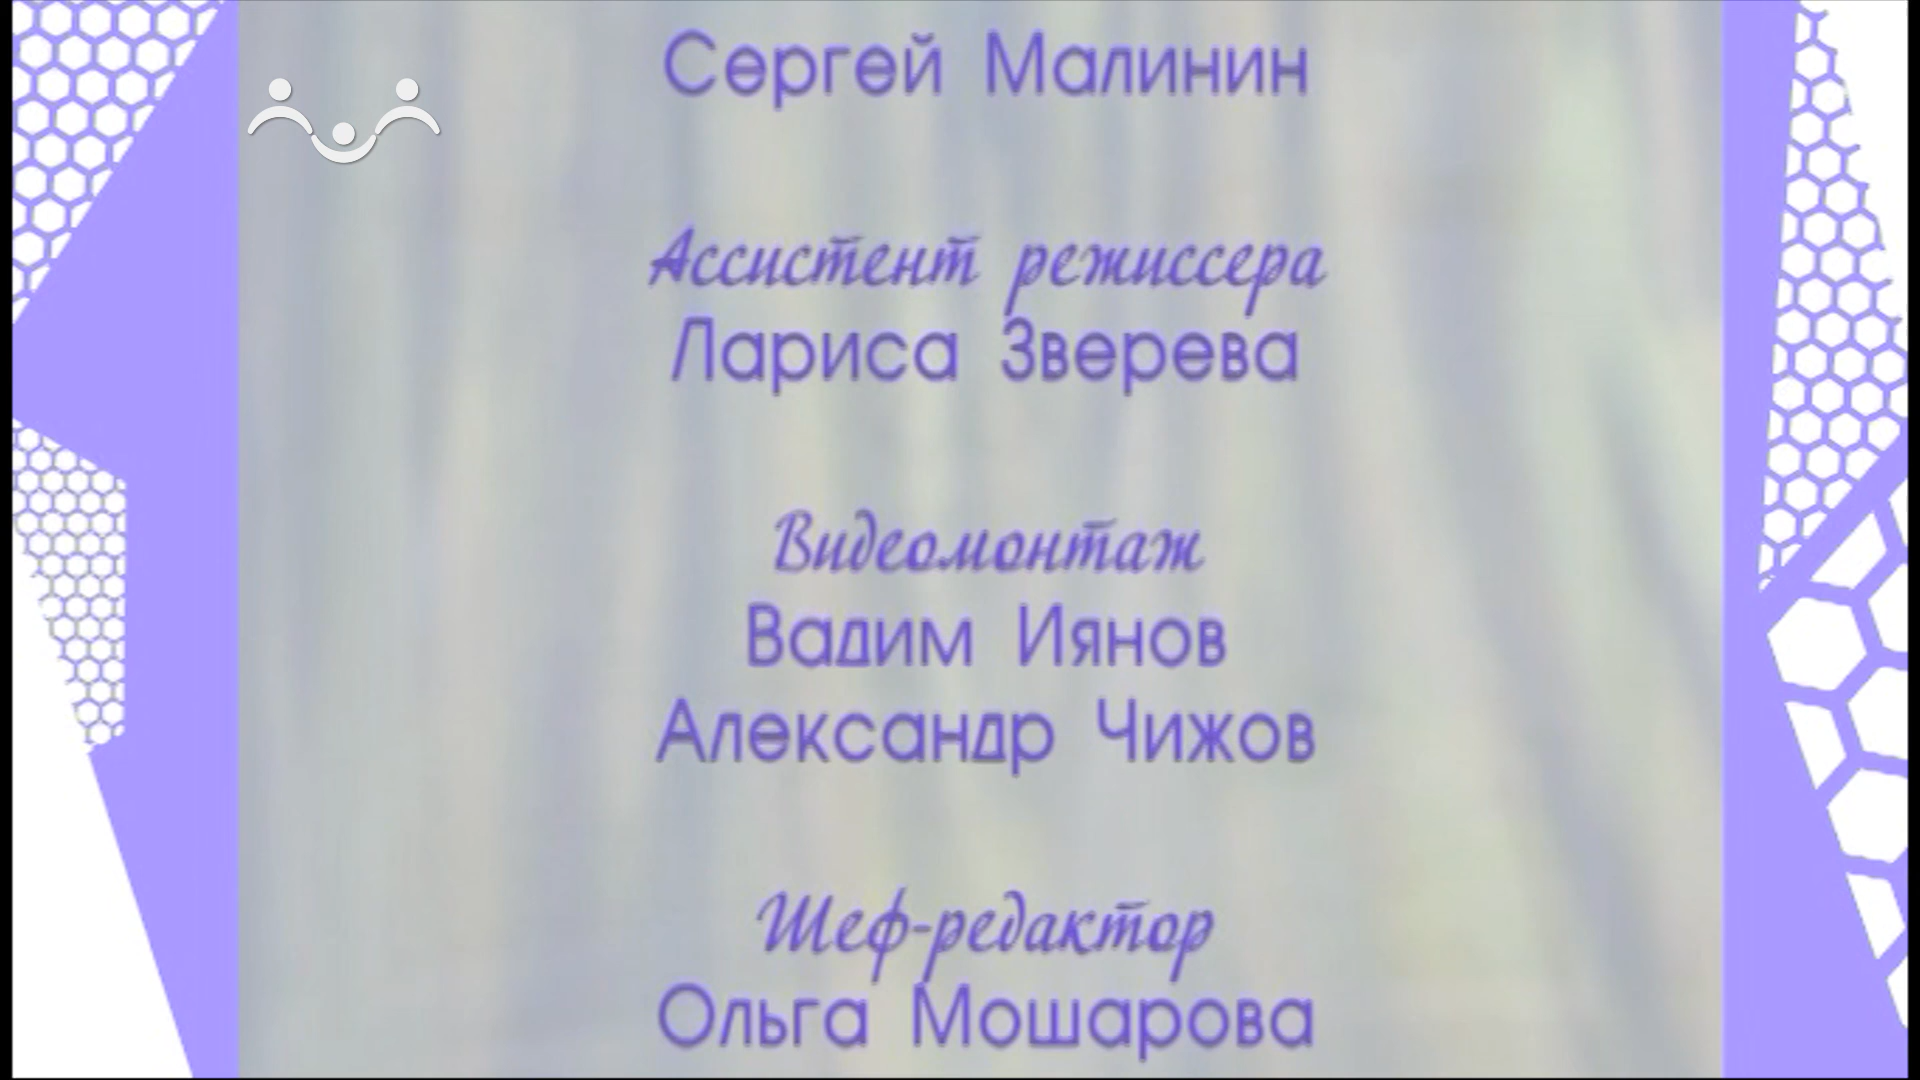 Сергей Малинин
Ассистент режиссера
Лариса Зверева
Видеомонтаж
Вадим Иянов
Александр Чижов
Шеф-редактор
Ольга Мошарова